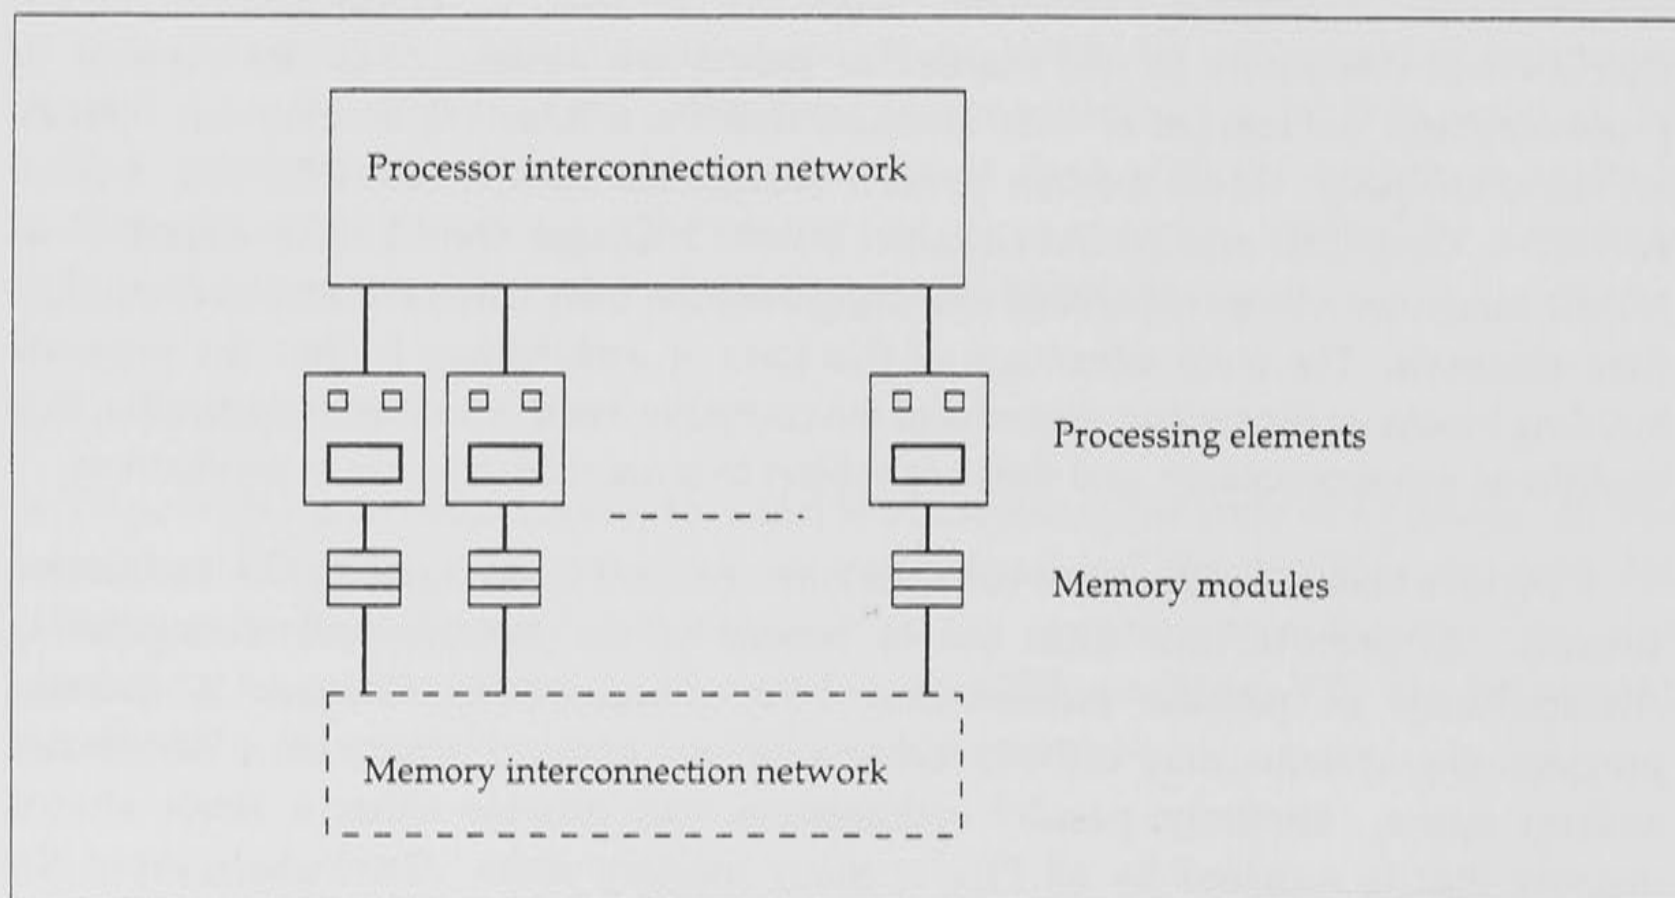 Processor interconnection network
Processing elements
Memory modules
Memory interconnection network